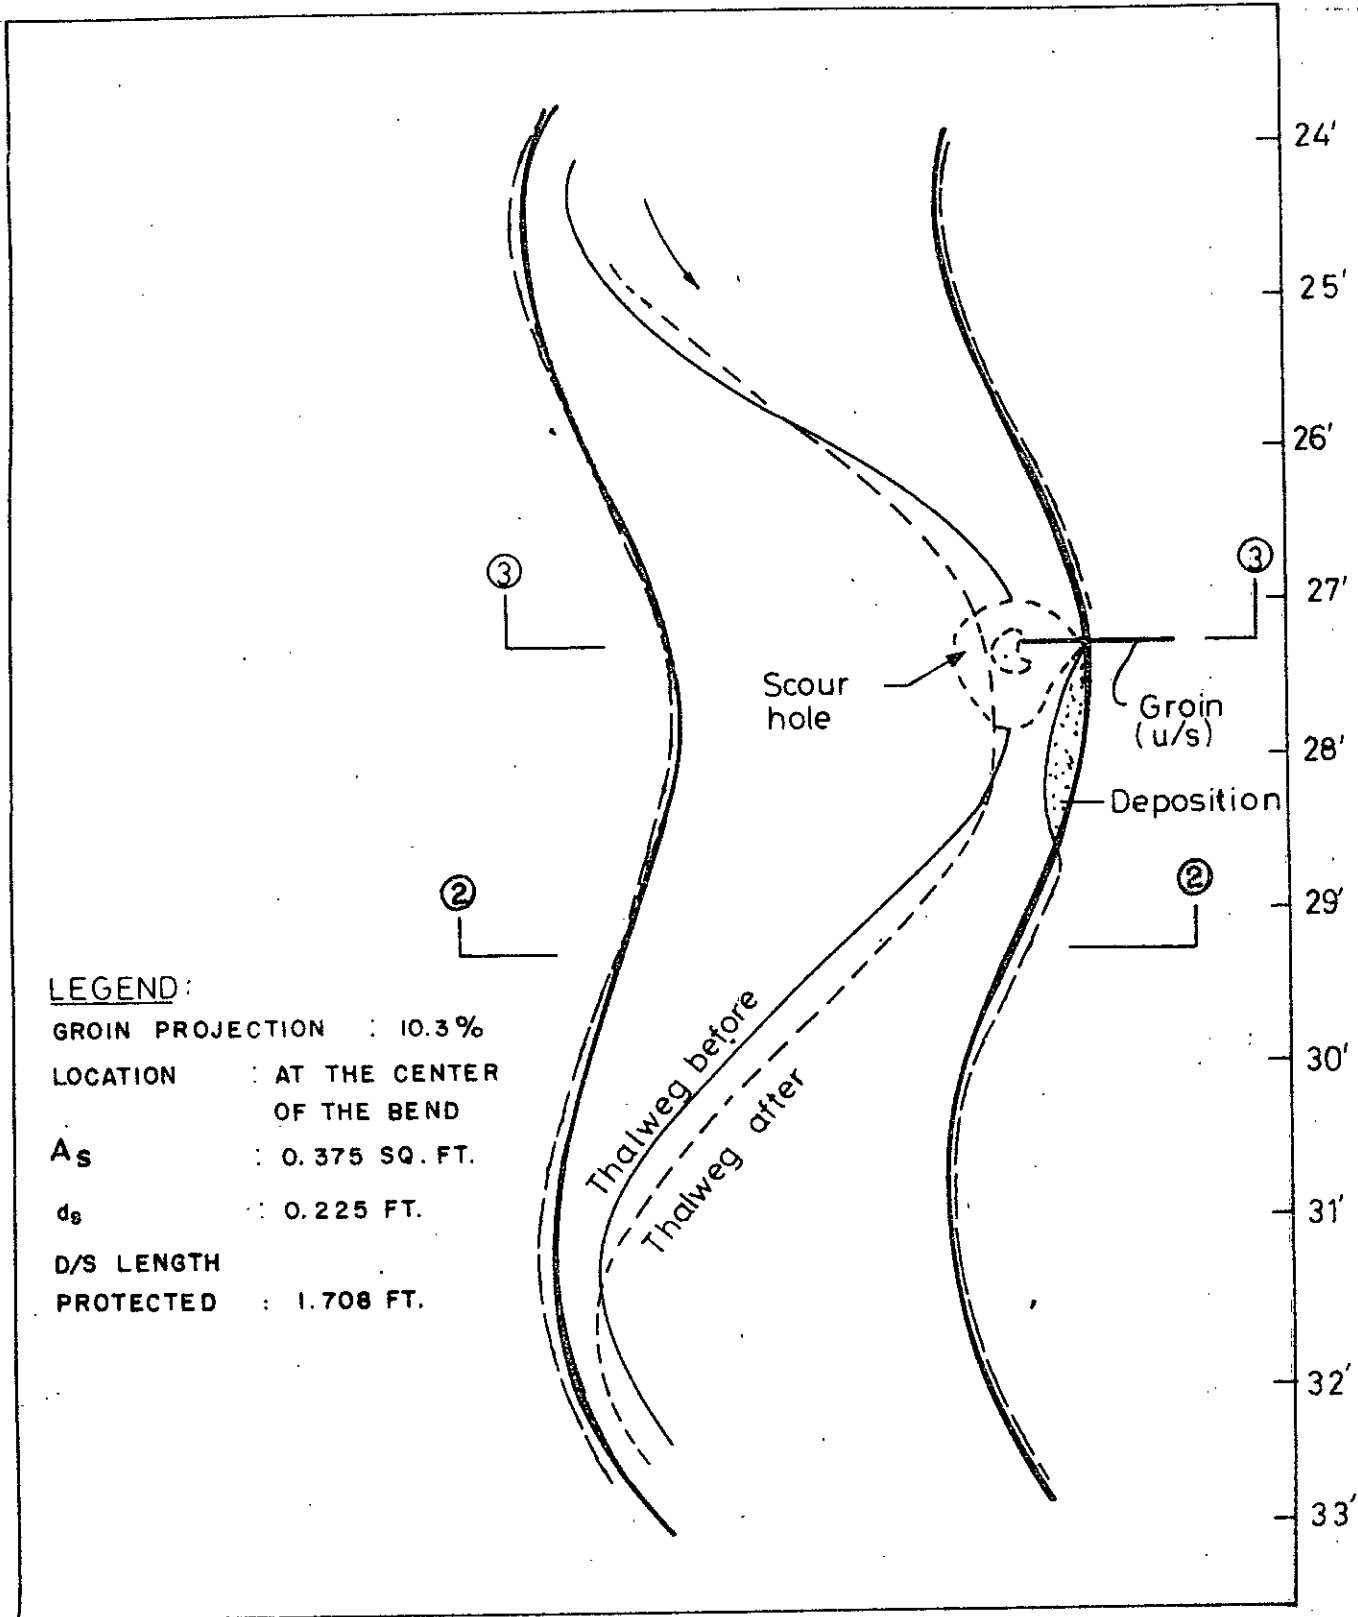 24'
25'
26'
③
③
27'
Scour
hole
Groin
(u/s)
28'
Deposition
②
②
29'
LEGEND:
GROIN PROJECTION : 10.3%
LOCATION : AT THE CENTER
OF THE BEND
As : 0.375 SQ. FT.
ds : 0.225 FT.
D/S LENGTH
PROTECTED : 1.708 FT.
Thalweg before
Thalweg after
30'
31'
32'
33'